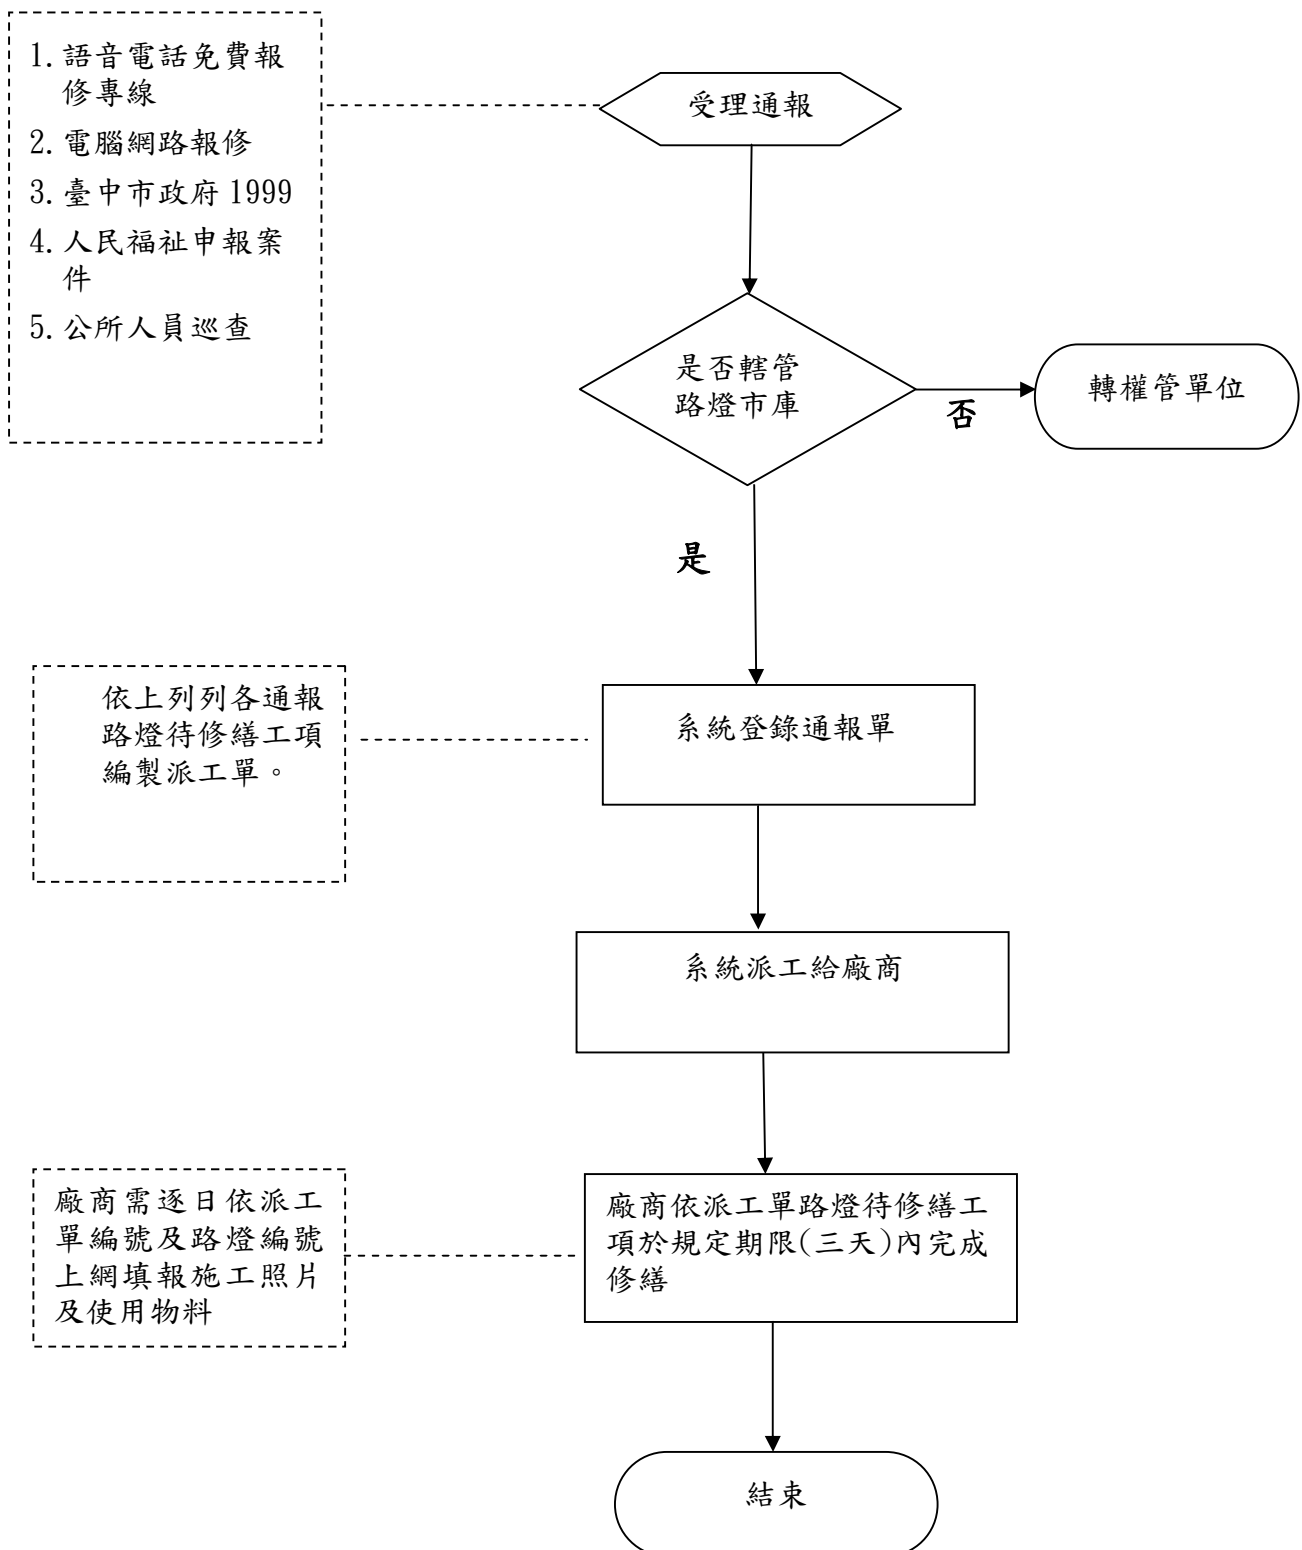 1.語音電話免費報
修專線
2.電腦網路報修
3.臺中市政府 1999
4.人民福祉申報案
件
5.公所人員巡查
受理通報
是否轄管
路燈市庫
否
轉權管單位
是
依上列列各通報
路燈待修繕工項
編製派工單。
系統登錄通報單
系統派工給廠商
廠商需逐日依派工
單編號及路燈編號
上網填報施工照片
及使用物料
廠商依派工單路燈待修繕工
項於規定期限(三天)內完成
修繕
結束